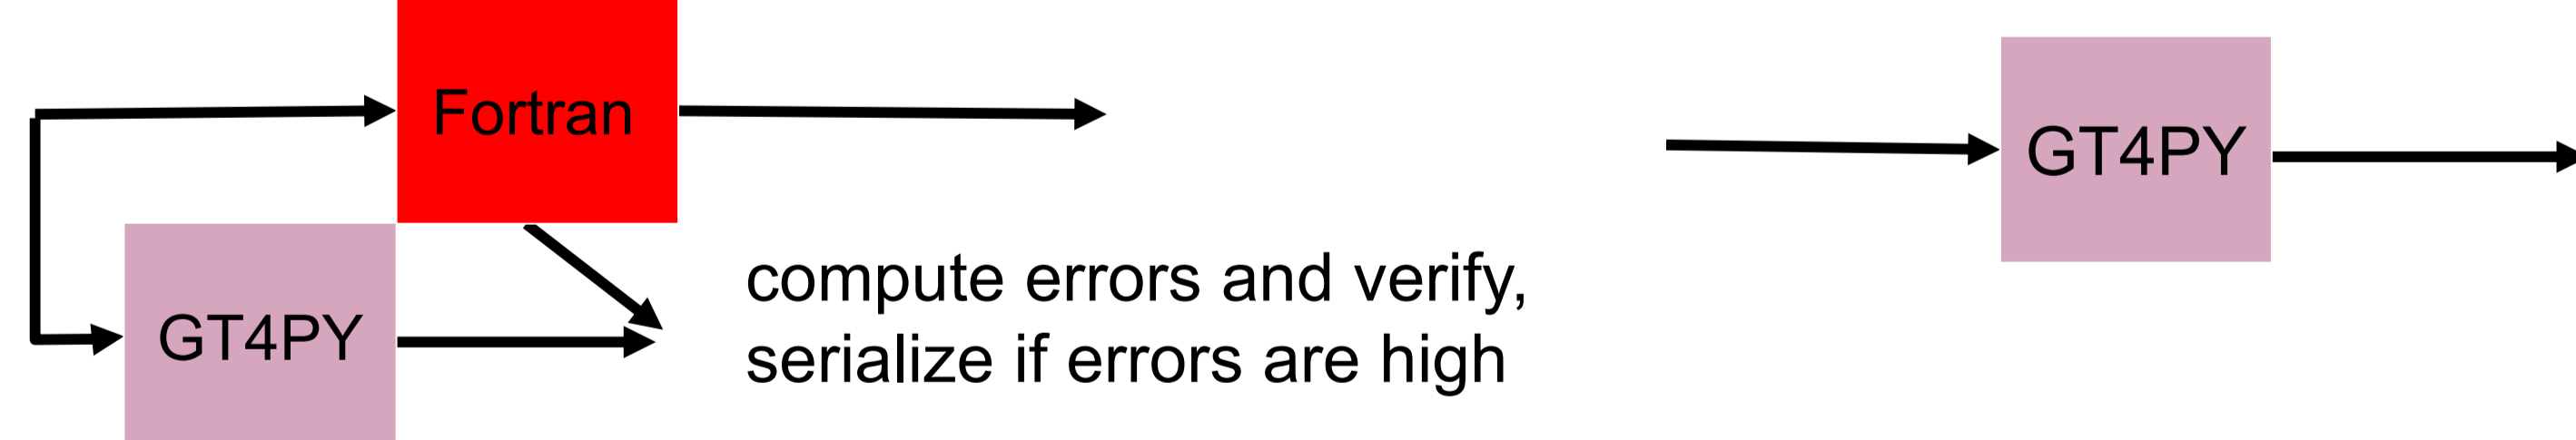 Fortran
GT4PY
GT4PY
compute errors and verify,
serialize if errors are high